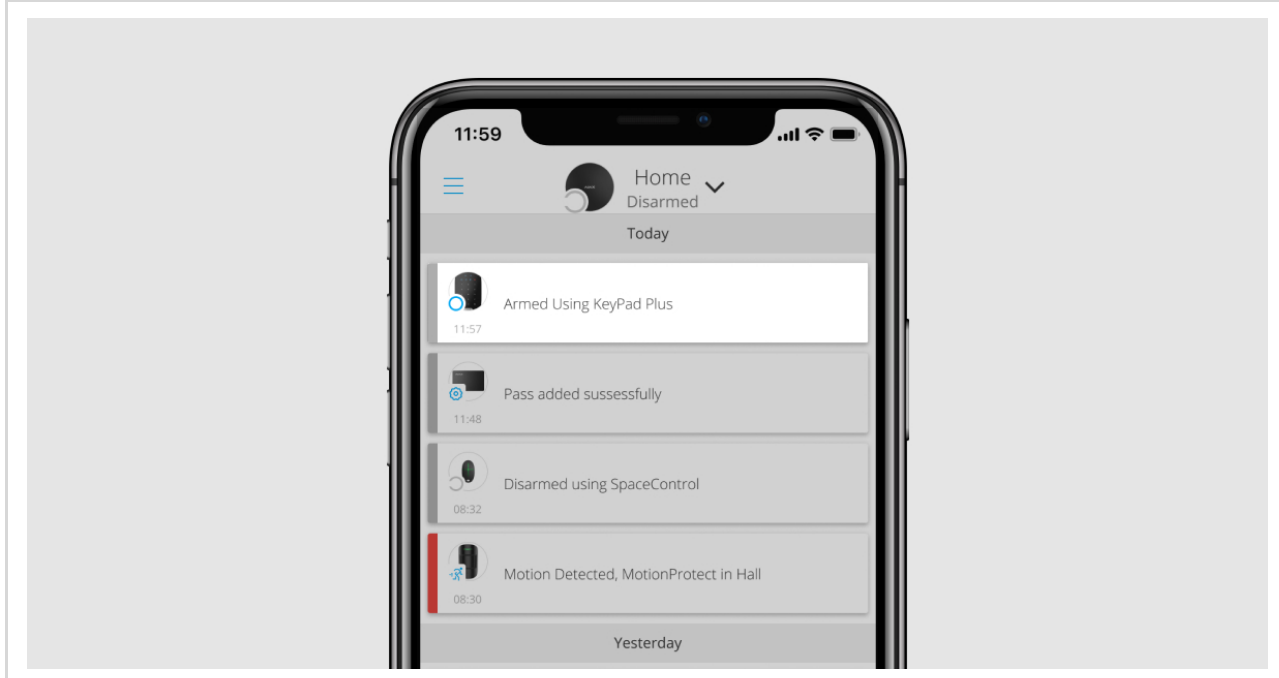 11:59
Home
Disarmed
Today
Armed Using KeyPad Plus
11:57
Pass added sussessfully
11:48
Disarmed using SpaceControl
08:32
Motion Detected, MotionProtect in Hall
08:30
Yesterday